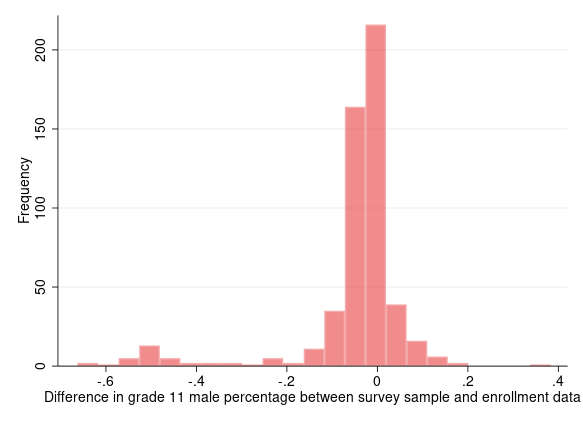 200
150
100
50
0
Frequency
-.6 -.4 -.2 0 .2 .4
Difference in grade 11 male percentage between survey sample and enrollment data